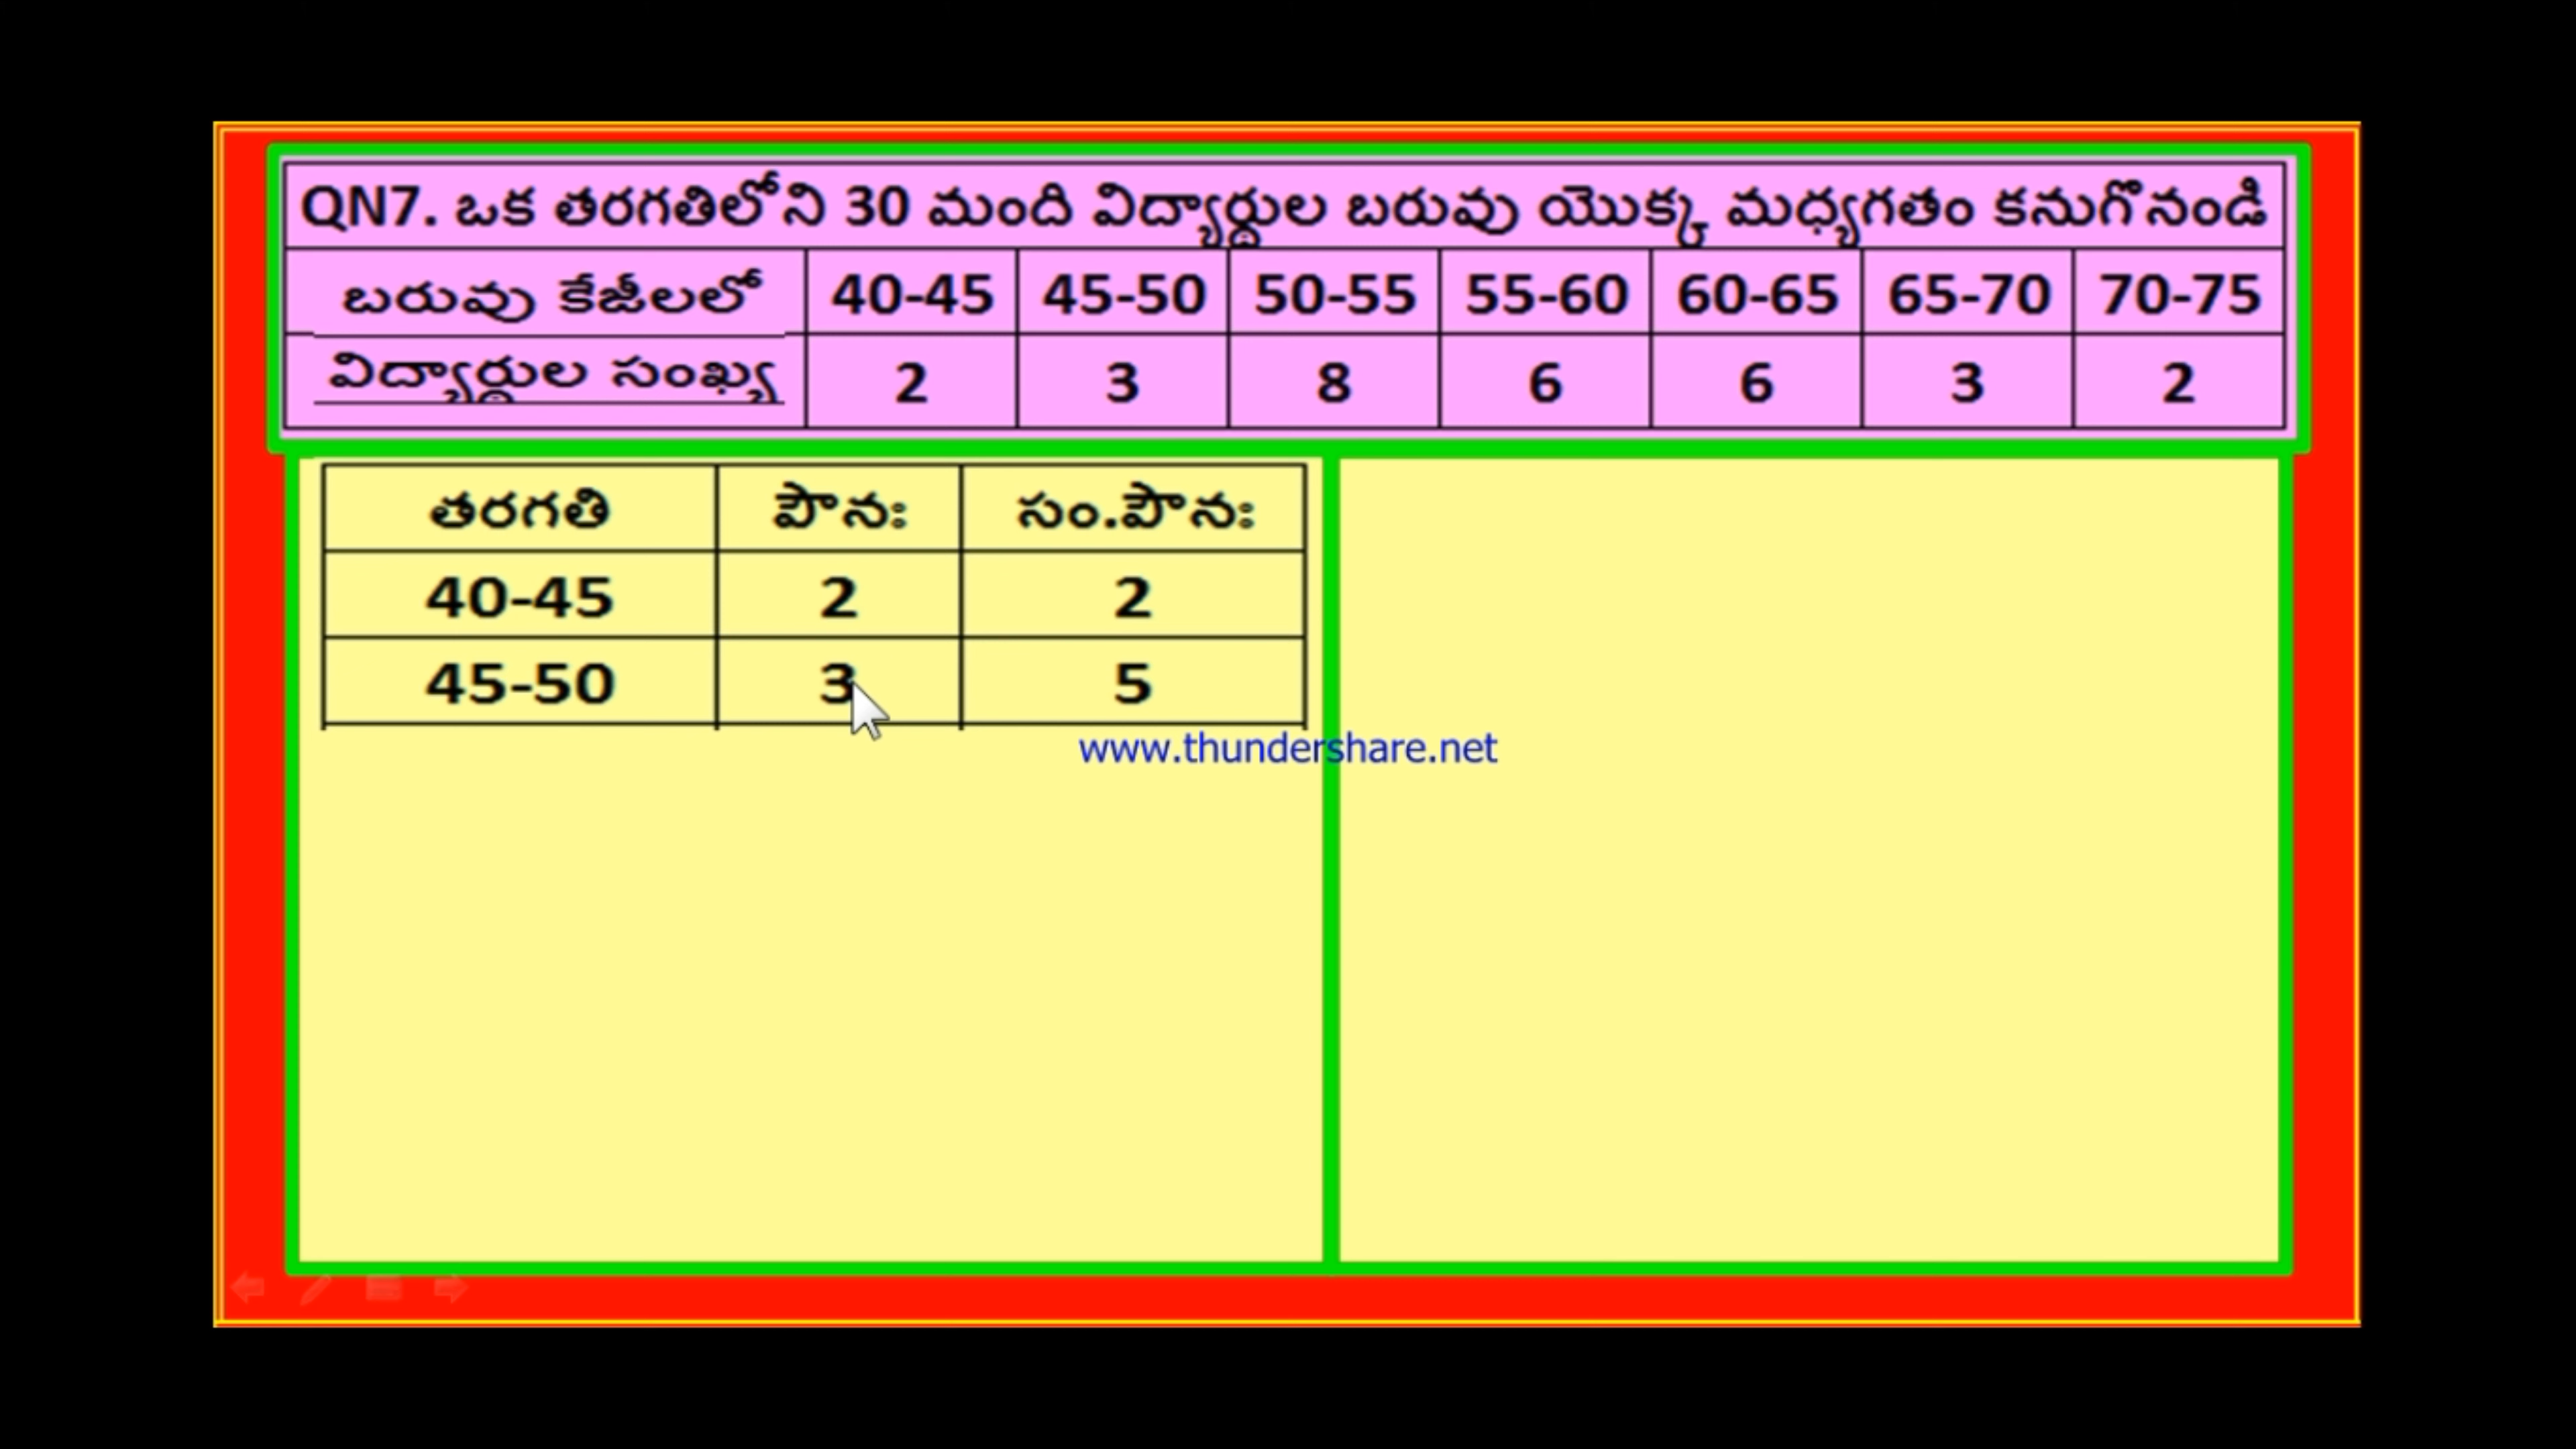 QN7. ఒక తరగతిలోని 30 మంది విద్యార్థుల బరువు యొక్క మధ్యగతం కనుగొనండి
బరువు కేజీలలో 40-45 45-50 50-55 55-60 60-65 65-70 70-75
విద్యార్థుల సంఖ్య 2 3 8 6 6 3 2
తరగతి పౌనః సం.పౌనః
40-45 2 2
45-50 3 5
www.thundershare.net